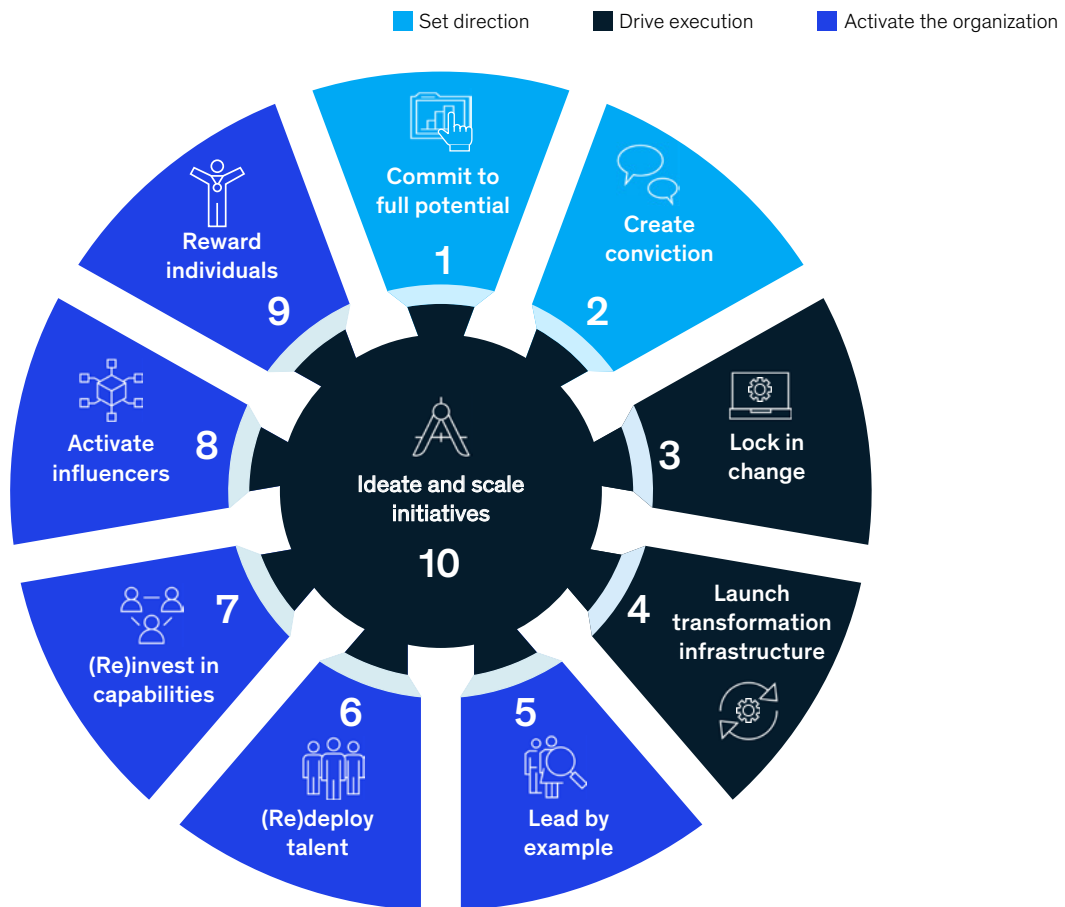 Set direction
Drive execution
Activate the organization
Commit to
full potential
1
Create
conviction
2
3
Lock in
change
4
Launch
transformation
infrastructure
5
Lead by
example
6
(Re)deploy
talent
7
(Re)invest in
capabilities
8
Activate
influencers
Reward
individuals
9
Ideate and scale
initiatives
10